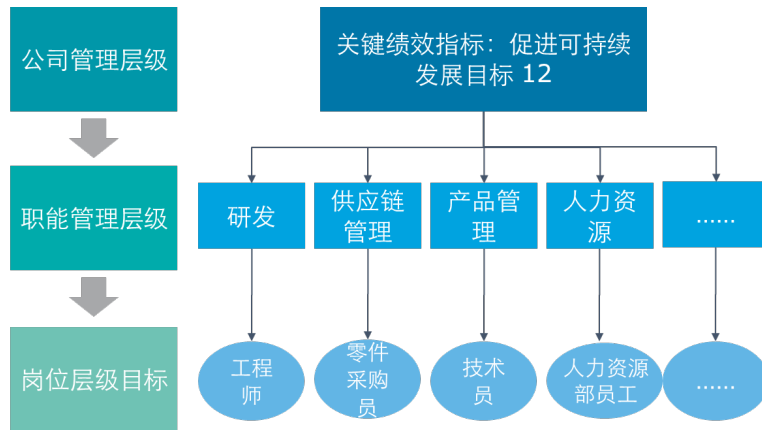 公司管理层级
关键绩效指标：促进可持续
发展目标 12
职能管理层级
研发
供应链
管理
产品管
理
人力资
源
......
岗位层级目标
工程
师
零件
采购
员
技术
员
人力资源
部员工
......